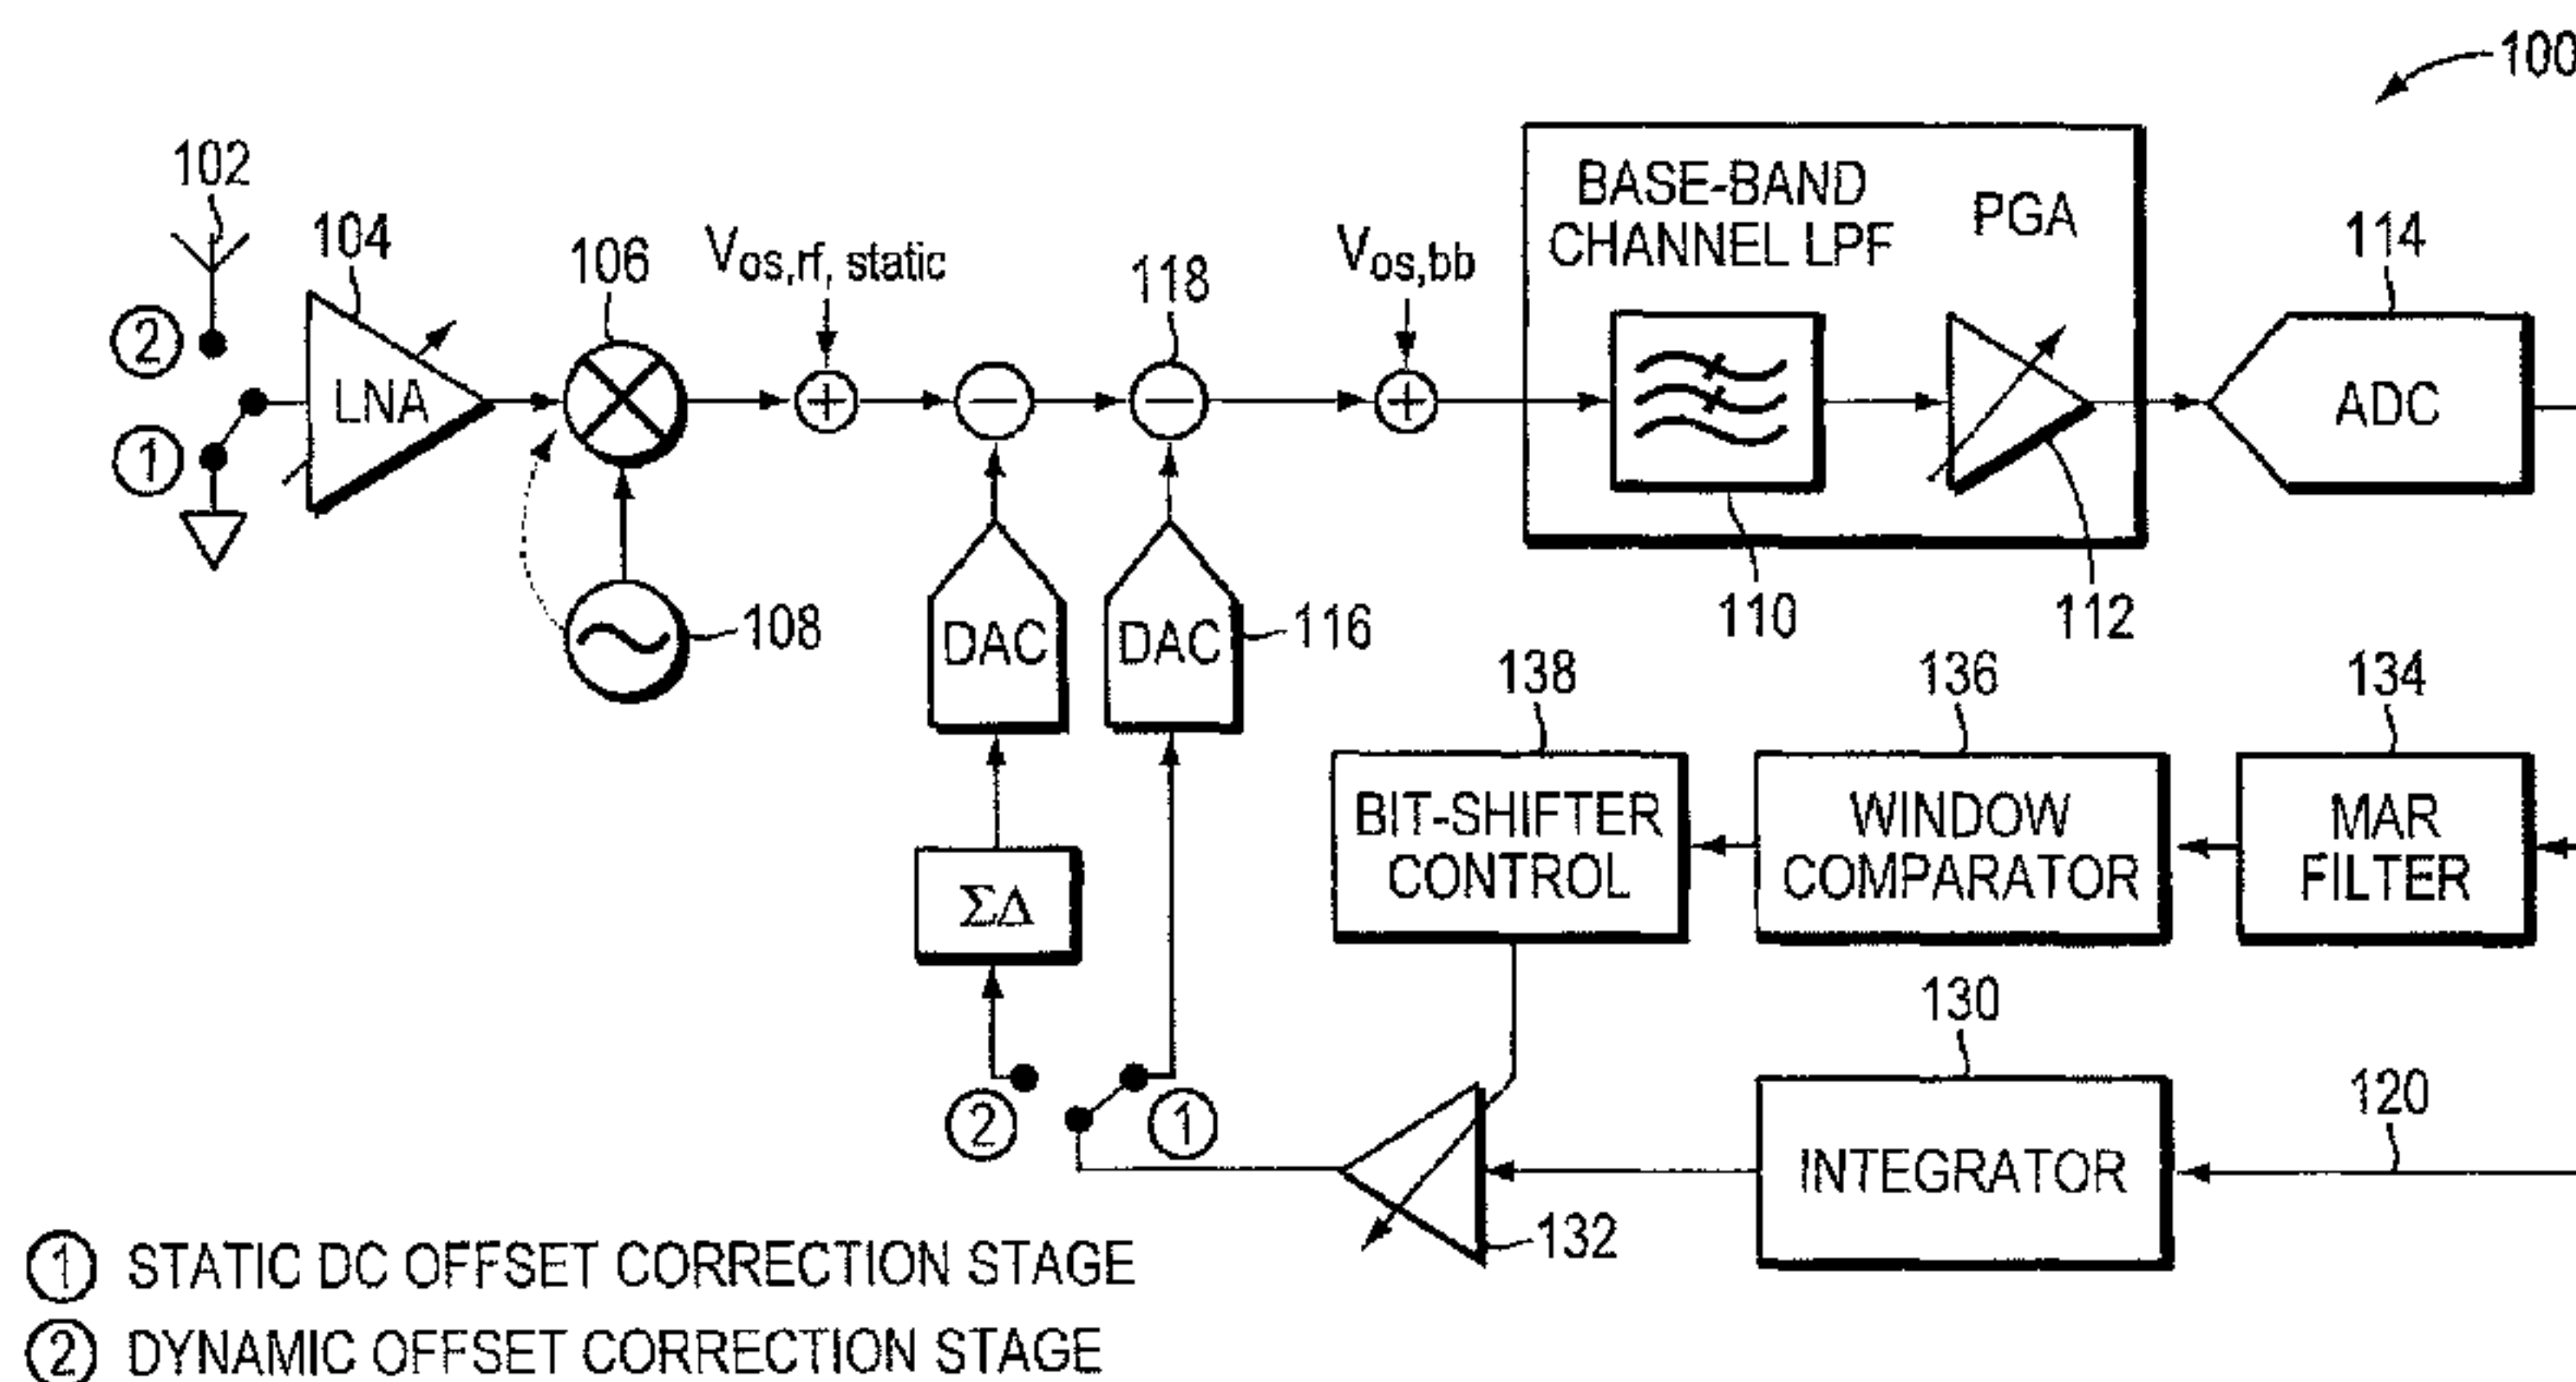 100
102
104
106
Vos,rf, static
118
Vos,bb
BASE-BAND
CHANNEL LPF
PGA
114
2
1
LNA
ADC
108
DAC
DAC
116
110
112
138
136
134
BIT-SHIFTER
CONTROL
WINDOW
COMPARATOR
MAR
FILTER
ΣΔ
130
120
2
1
INTEGRATOR
132
1 STATIC DC OFFSET CORRECTION STAGE
2 DYNAMIC OFFSET CORRECTION STAGE